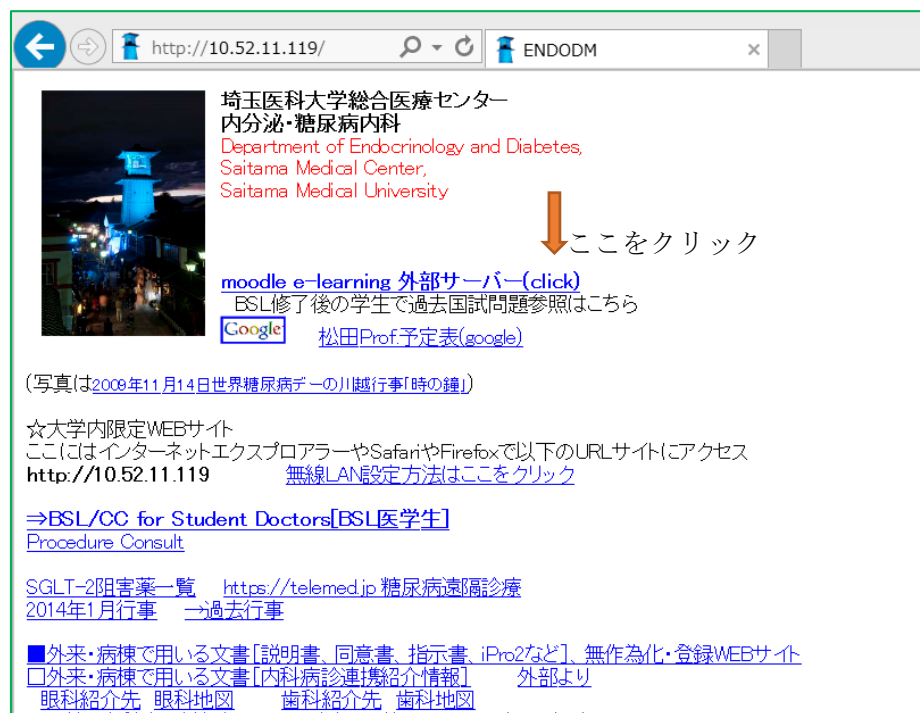 http://10.52.11.119/
ENDODM
埼玉医科大学総合医療センター
内分泌・糖尿病内科
Department of Endocrinology and Diabetes,
Saitama Medical Center,
Saitama Medical University
ここをクリック
moodle e-learning 外部サーバー(click)
BSL修了後の学生で過去国試問題参照はこちら
Google 松田Prof.予定表(google)
(写真は2009年11月14日世界糖尿病デーの川越行事「時の鐘」)
☆大学内限定WEBサイト
ここにはインターネットエクスプロアラーやSafariやFirefoxで以下のURLサイトにアクセス
http://10.52.11.119 無線LAN設定方法はここをクリック
⇒BSL/CC for Student Doctors[BSL医学生]
Procedure Consult
SGLT-2阻害薬一覧 https://telemed.jp 糖尿病遠隔診療
2014年1月行事 →過去行事
■外来・病棟で用いる文書[説明書、同意書、指示書、iPro2など]、無作為化・登録WEBサイト
□外来・病棟で用いる文書[内科病診連携紹介情報] 外部より
眼科紹介先 眼科地図 歯科紹介先 歯科地図